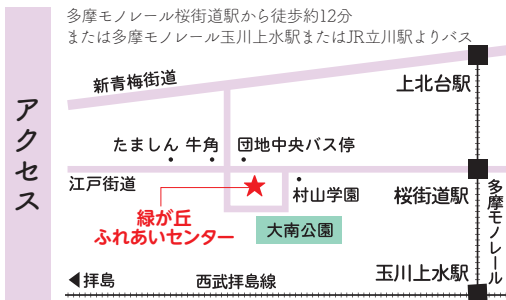 多摩モノレール桜街道駅から徒歩約12分
または多摩モノレール玉川上水駅またはJR立川駅よりバス
アクセス
新青梅街道
上北台駅
たましん 牛角 団地中央バス停
江戸街道
村山学園
桜街道駅
多摩モノレール
緑が丘
ふれあいセンター
大南公園
玉川上水駅
◀拝島
西武拝島線